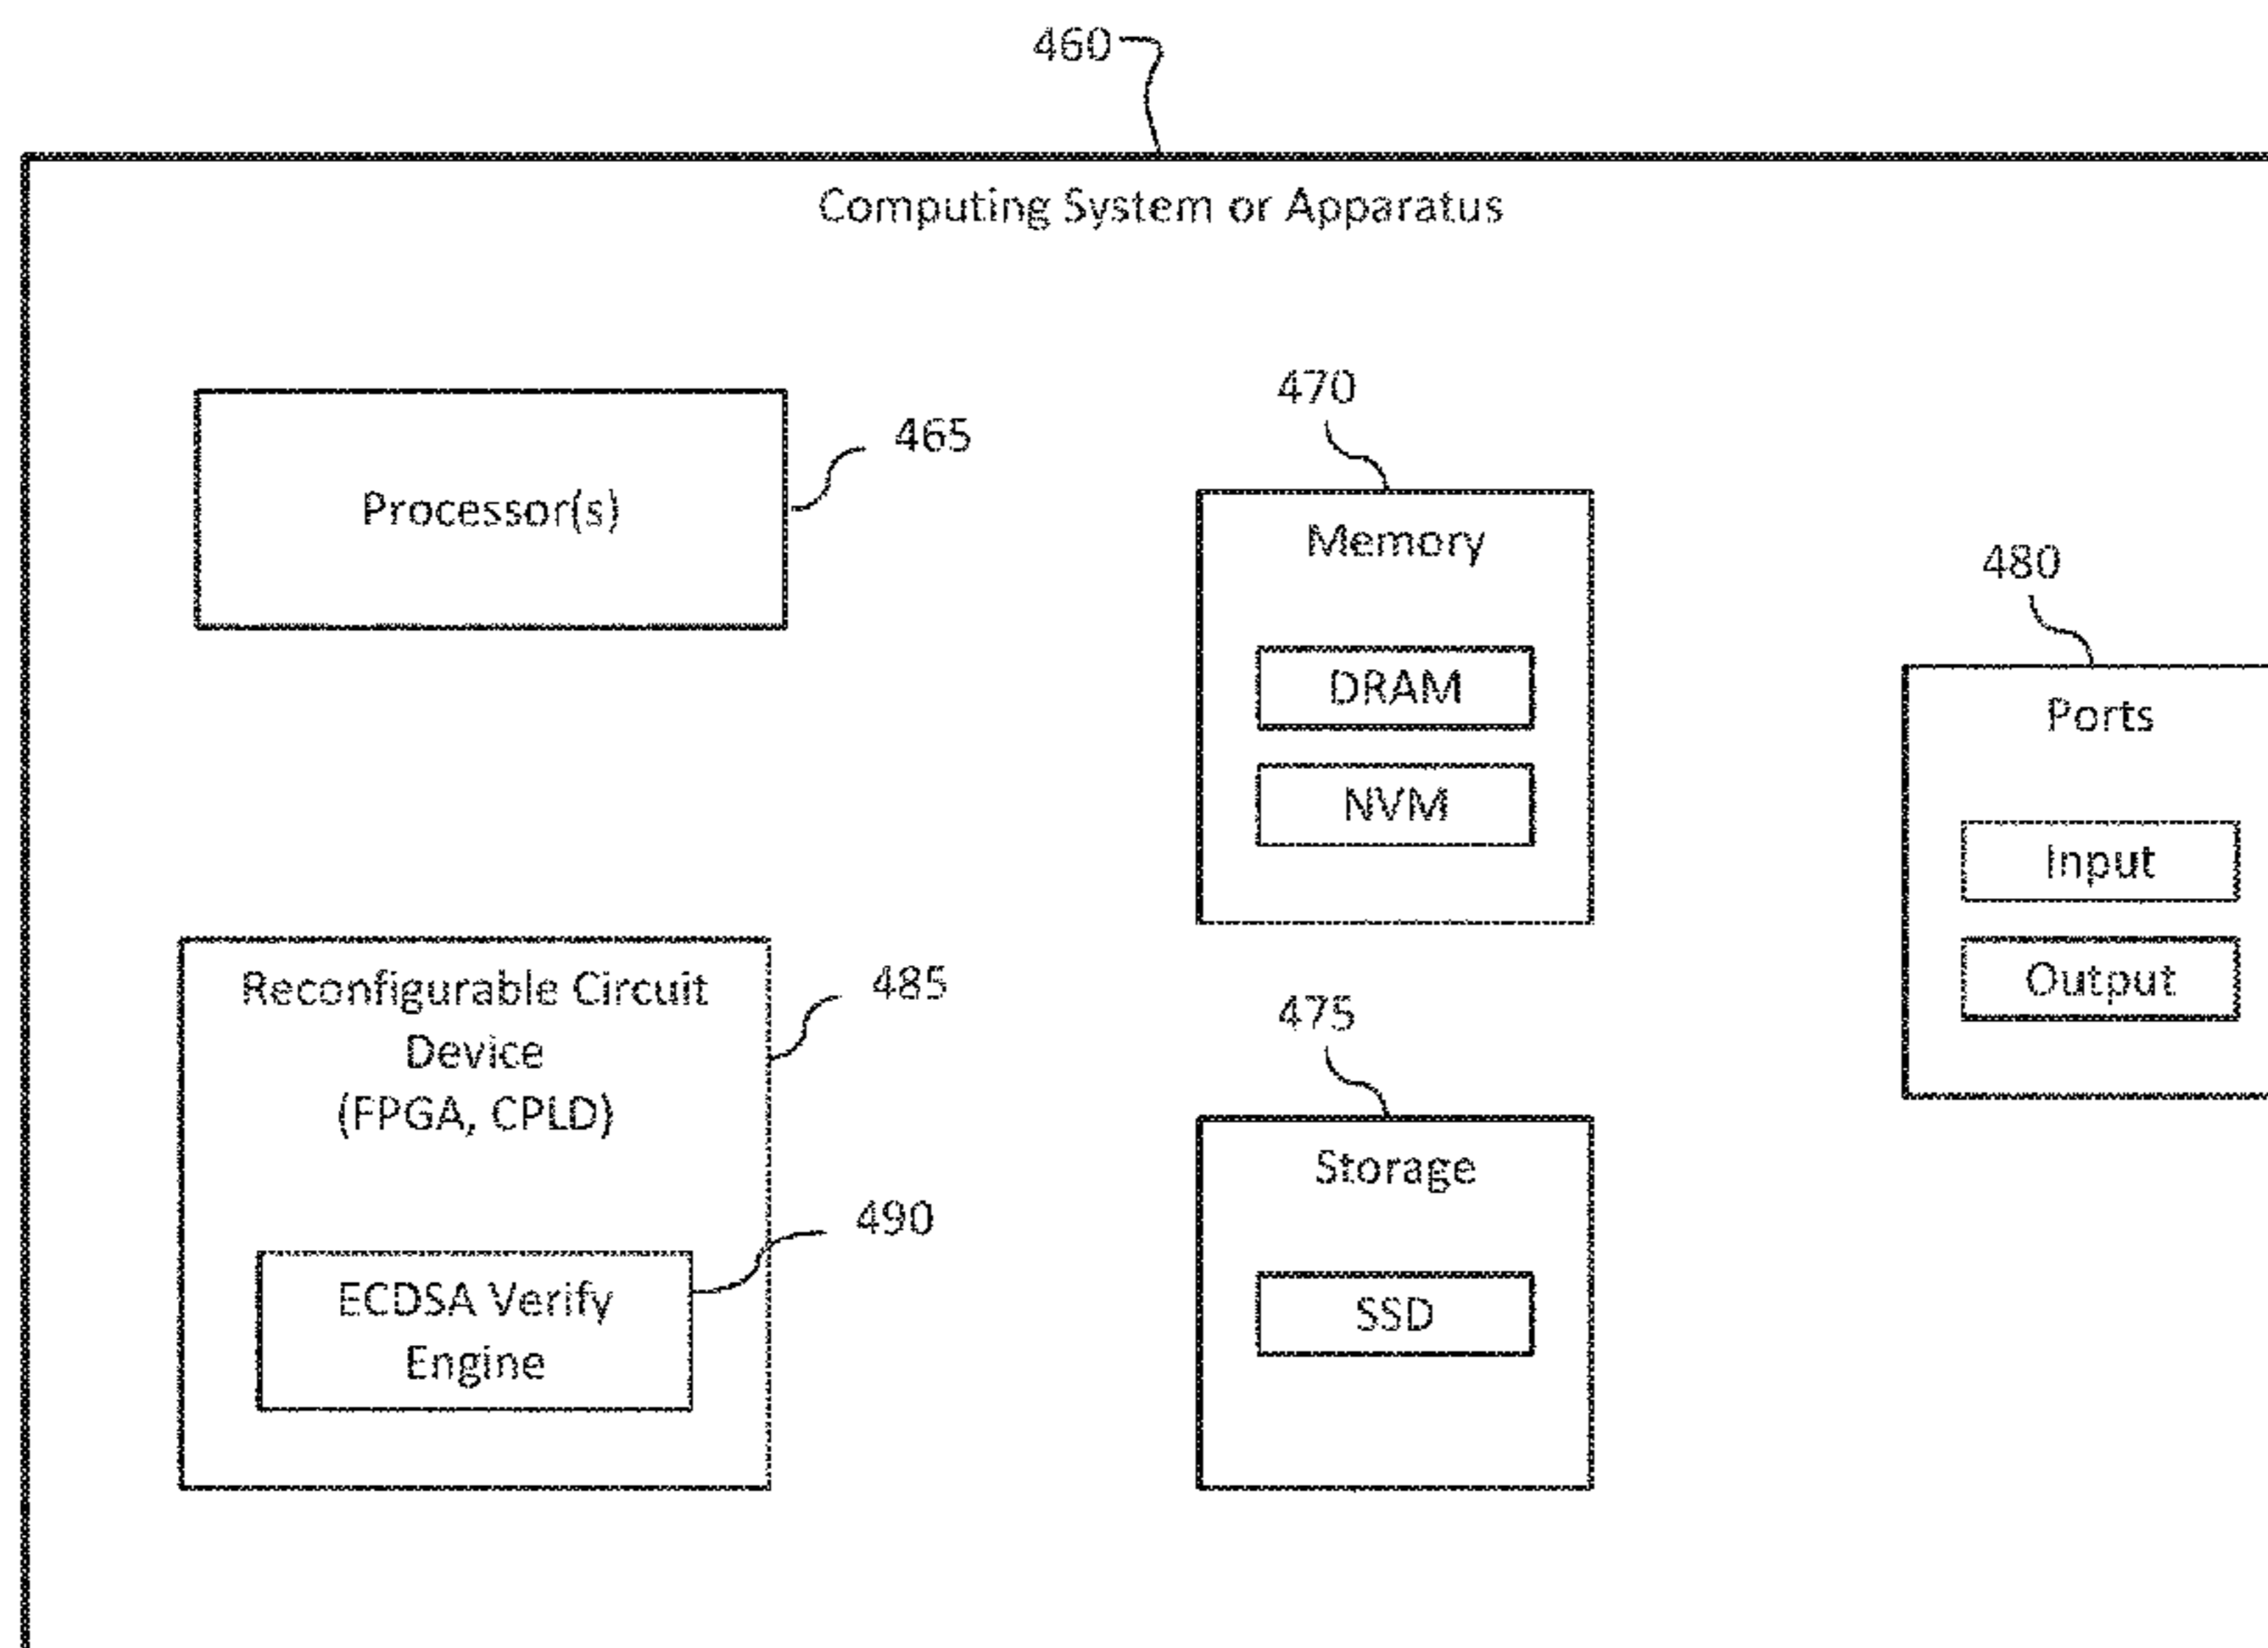 460
Computing System or Apparatus
Processor(s)
465
470
Memory
DRAM
NVM
480
Ports
Input
Output
Reconfigurable Circuit
Device
(FPGA, CPLD)
485
490
ECDSA Verify
Engine
475
Storage
SSD